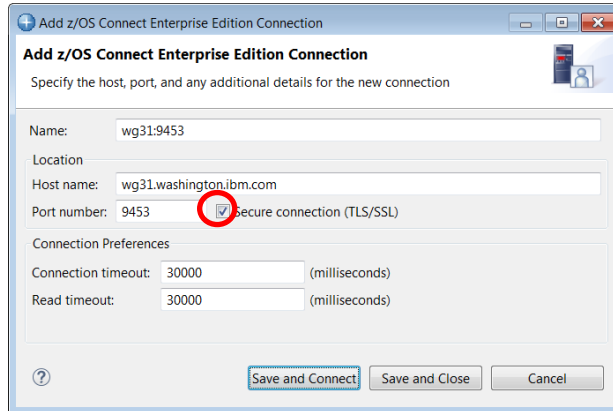 Add z/OS Connect Enterprise Edition Connection
Add z/OS Connect Enterprise Edition Connection
Specify the host, port, and any additional details for the new connection
Name: wg31:9453
Location
Host name: wg31.washington.ibm.com
Port number: 9453 Secure connection (TLS/SSL)
Connection Preferences
Connection timeout: 30000 (milliseconds)
Read timeout: 30000 (milliseconds)
? Save and Connect Save and Close Cancel